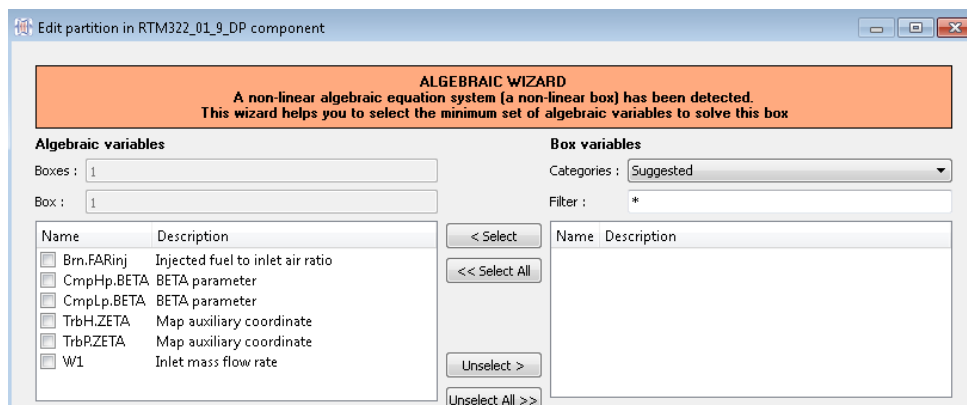 Edit partition in RTM322_01_9_DP component
ALGEBRAIC WIZARD
A non-linear algebraic equation system (a non-linear box) has been detected.
This wizard helps you to select the minimum set of algebraic variables to solve this box
Algebraic variables
Boxes : 1
Box : 1
Name Description
Brn.FARinj Injected fuel to inlet air ratio
CmpHp.BETA BETA parameter
CmpLp.BETA BETA parameter
TrbH.ZETA Map auxiliary coordinate
TrbP.ZETA Map auxiliary coordinate
W1 Inlet mass flow rate
< Select
<< Select All
Unselect >
Unselect All >>
Box variables
Categories : Suggested
Filter : *
Name Description